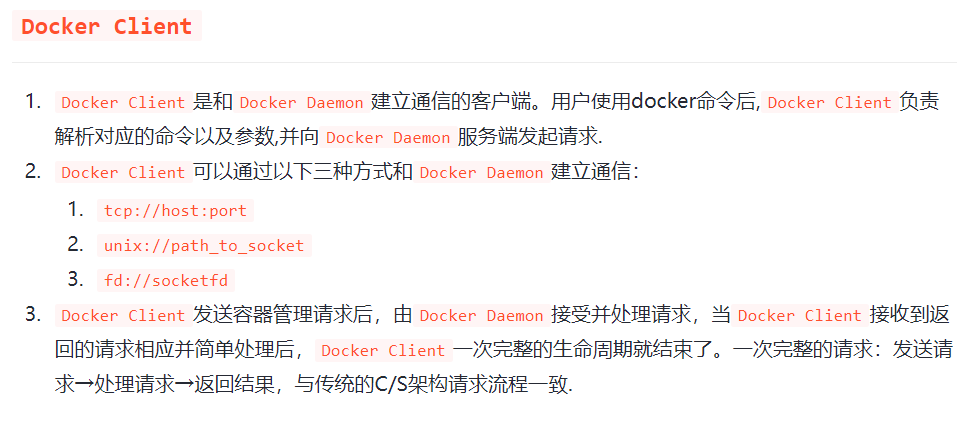 Docker Client
1. Docker Client 是和 Docker Daemon 建立通信的客户端。用户使用docker命令后,Docker Client 负责
解析对应的命令以及参数,并向 Docker Daemon 服务端发起请求.
2. Docker Client 可以通过以下三种方式和 Docker Daemon 建立通信：
1. tcp://host:port
2. unix://path_to_socket
3. fd://socketfd
3. Docker Client 发送容器管理请求后，由 Docker Daemon 接受并处理请求，当 Docker Client 接收到返
回的请求相应并简单处理后，Docker Client 一次完整的生命周期就结束了。一次完整的请求：发送请
求→处理请求→返回结果，与传统的C/S架构请求流程一致.